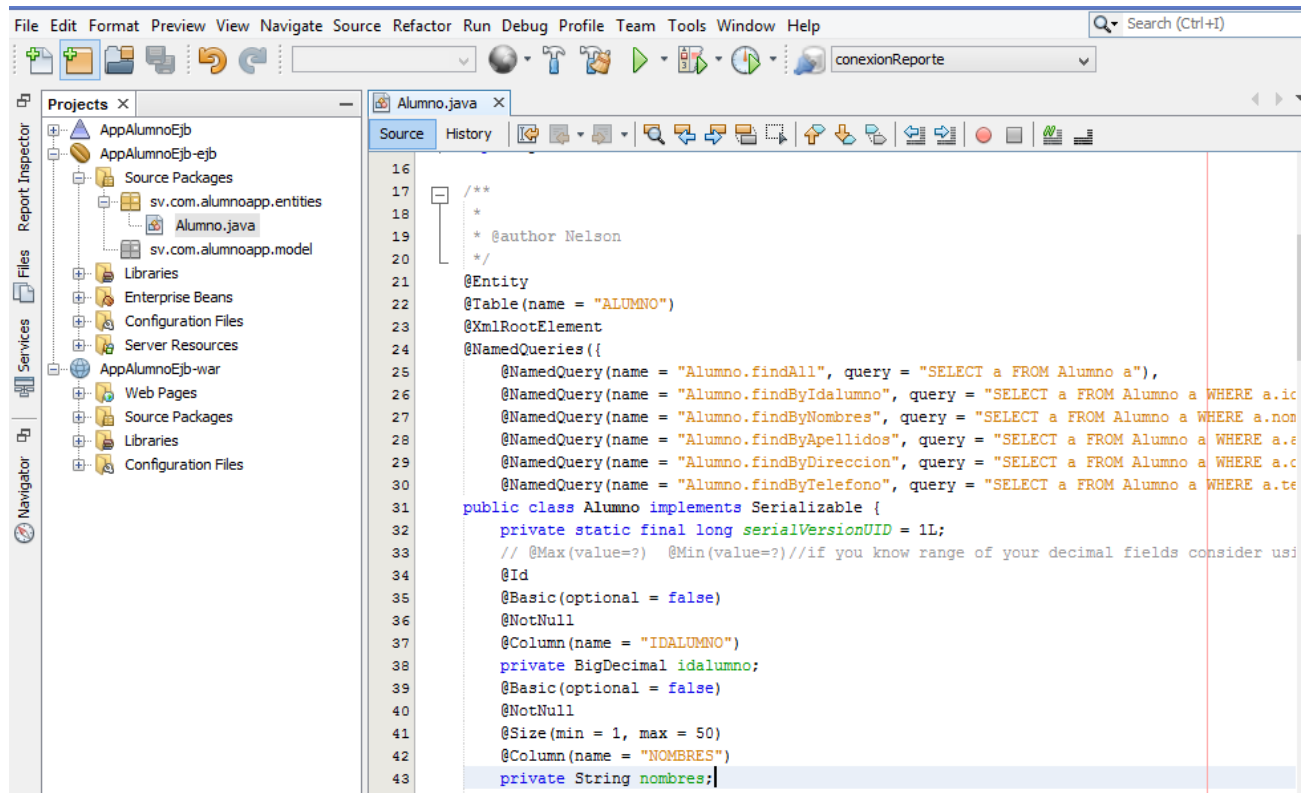 File Edit Format Preview View Navigate Source Refactor Run Debug Profile Team Tools Window Help
Search (Ctrl+I)
conexionReporte
Report Inspector
Files
Services
Navigator
Projects
AppAlumnoEjb
AppAlumnoEjb-ejb
Source Packages
sv.com.alumnoapp.entities
Alumno.java
sv.com.alumnoapp.model
Libraries
Enterprise Beans
Configuration Files
Server Resources
AppAlumnoEjb-war
Web Pages
Source Packages
Libraries
Configuration Files
Alumno.java
Source History
16
17 /**
18 *
19 * @author Nelson
20 */
21 @Entity
22 @Table(name = "ALUMNO")
23 @XmlRootElement
24 @NamedQueries({
25 @NamedQuery(name = "Alumno.findAll", query = "SELECT a FROM Alumno a"),
26 @NamedQuery(name = "Alumno.findByIdalumno", query = "SELECT a FROM Alumno a WHERE a.id
27 @NamedQuery(name = "Alumno.findByNombres", query = "SELECT a FROM Alumno a WHERE a.nom
28 @NamedQuery(name = "Alumno.findByApellidos", query = "SELECT a FROM Alumno a WHERE a.a
29 @NamedQuery(name = "Alumno.findByDireccion", query = "SELECT a FROM Alumno a WHERE a.d
30 @NamedQuery(name = "Alumno.findByTelefono", query = "SELECT a FROM Alumno a WHERE a.te
31 public class Alumno implements Serializable {
32 private static final long serialVersionUID = 1L;
33 // @Max(value=?) @Min(value=?)//if you know range of your decimal fields consider usi
34 @Id
35 @Basic(optional = false)
36 @NotNull
37 @Column(name = "IDALUMNO")
38 private BigDecimal idalumno;
39 @Basic(optional = false)
40 @NotNull
41 @Size(min = 1, max = 50)
42 @Column(name = "NOMBRES")
43 private String nombres;